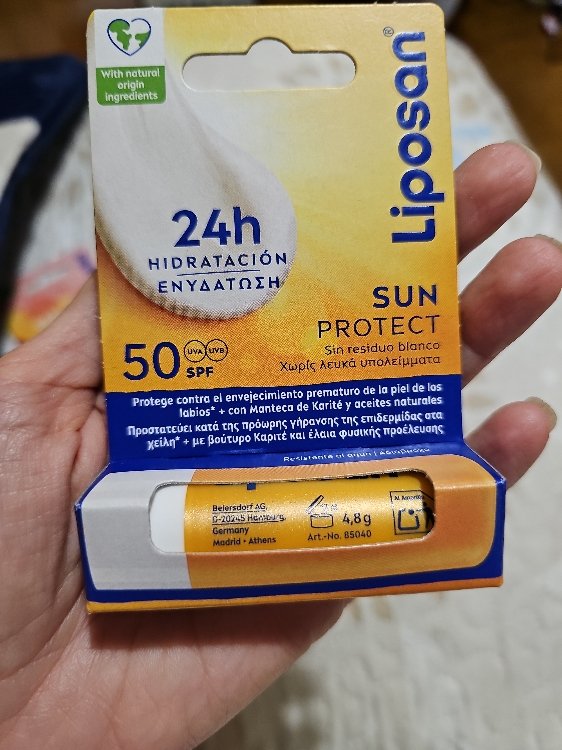 With natural
origin
ingredients
Liposan®
24h
HIDRATACIÓN
ΕΝΥΔΑΤΩΣΗ
SUN
PROTECT
Sin residuo blanco
Χωρίς λευκά υπολείμματα
50 UVA UVB
SPF
Protege contra el envejecimiento prematuro de la piel de los
labios* + con Manteca de Karité y aceites naturales
Προστατεύει κατά της πρόωρης γήρανσης της επιδερμίδας στα
χείλη* + με βούτυρο Καριτέ και έλαια φυσικής προέλευσης
Resistente al agua |
Beiersdorf AG,
D-20245 Hamburg,
Germany
Madrid • Athens
4,8g
Art.-No. 85040